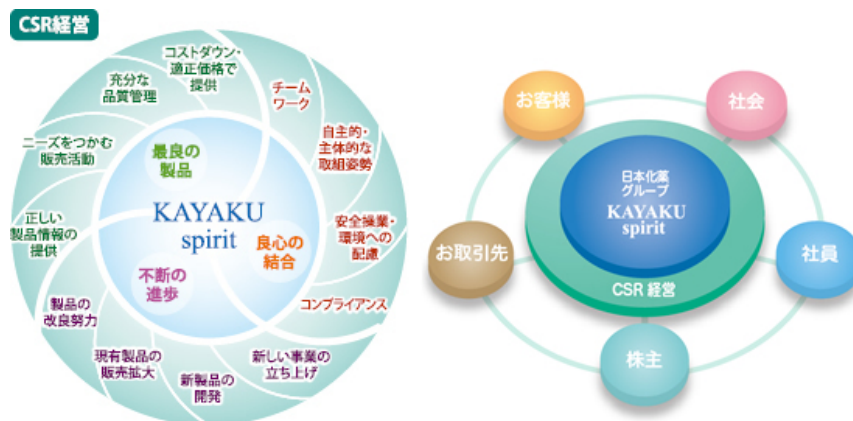 CSR経営
コストダウン・
適正価格で
提供
充分な
品質管理
ニーズをつかむ
販売活動
正しい
製品情報の
提供
チーム
ワーク
自主的・
主体的な
取組姿勢
安全操業・
環境への
配慮
コンプライアンス
最良の
製品
KAYAKU
spirit
良心の
結合
不断の
進歩
製品の
改良努力
現有製品の
販売拡大
新製品の
開発
新しい事業の
立ち上げ
お客様
社会
日本化薬
グループ
KAYAKU
spirit
お取引先
社員
CSR 経営
株主